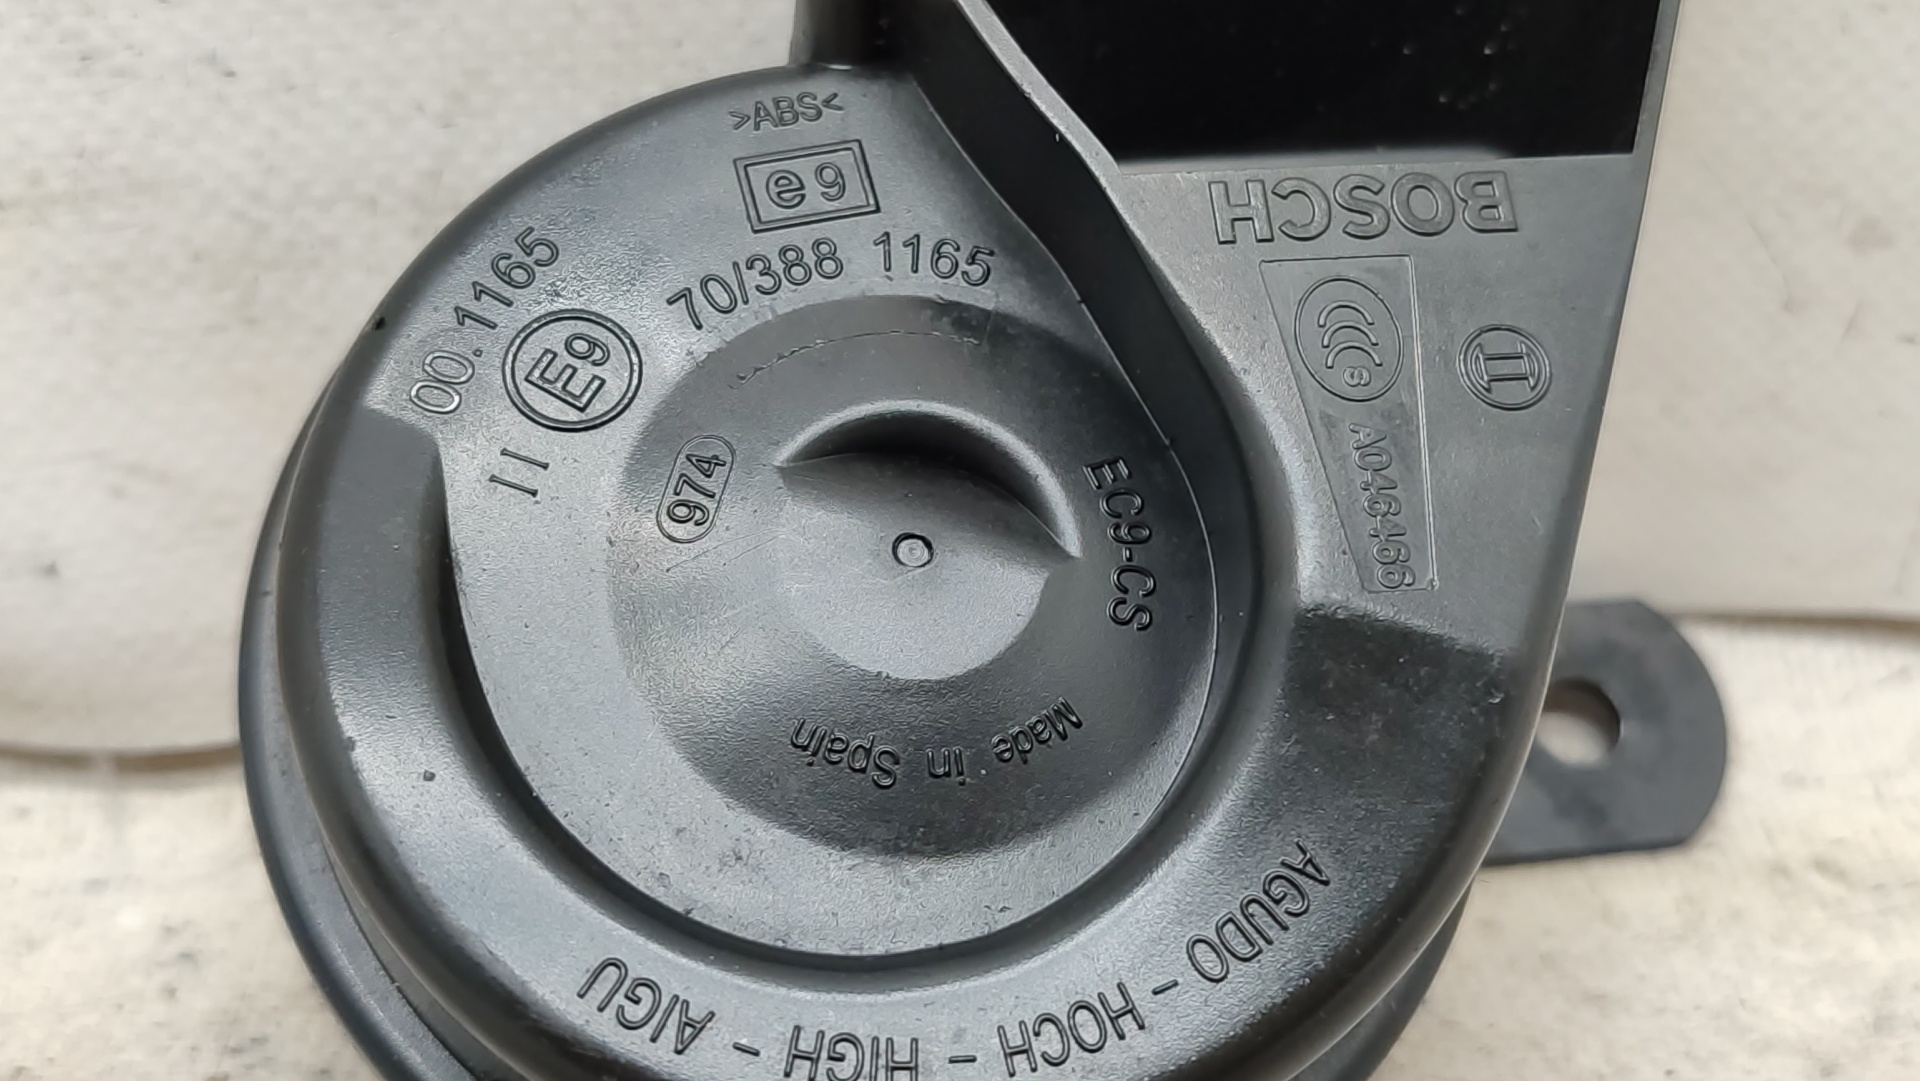 >ABS<
e9
70/388 1165
00.1165
E9
II
974
EC9-CS
Made in Spain
BOSCH
CCC S
A046466
AGUDO - HOCH - HIGH - AIGU